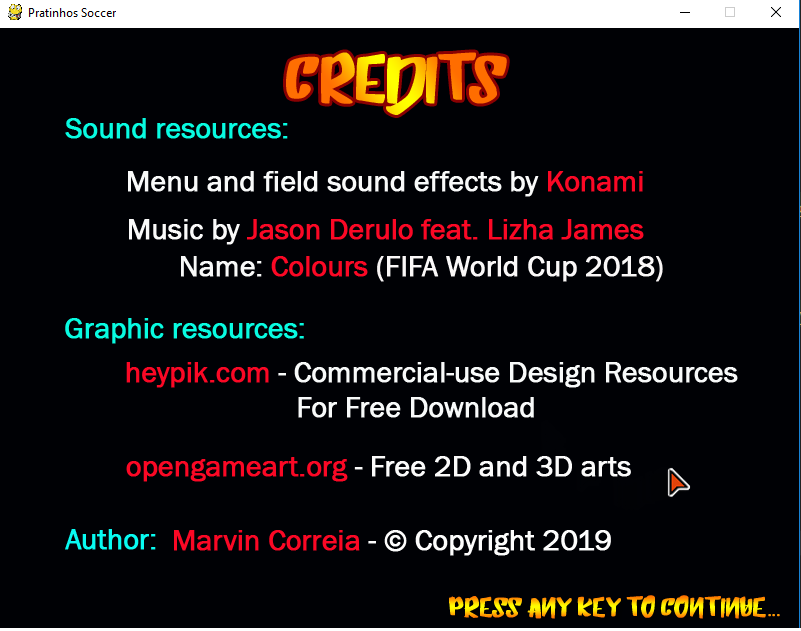 Pratinhos Soccer
CREDITS
Sound resources:
Menu and field sound effects by Konami
Music by Jason Derulo feat. Lizha James
Name: Colours (FIFA World Cup 2018)
Graphic resources:
heypik.com - Commercial-use Design Resources
For Free Download
opengameart.org - Free 2D and 3D arts
Author: Marvin Correia - © Copyright 2019
PRESS ANY KEY TO CONTINUE...